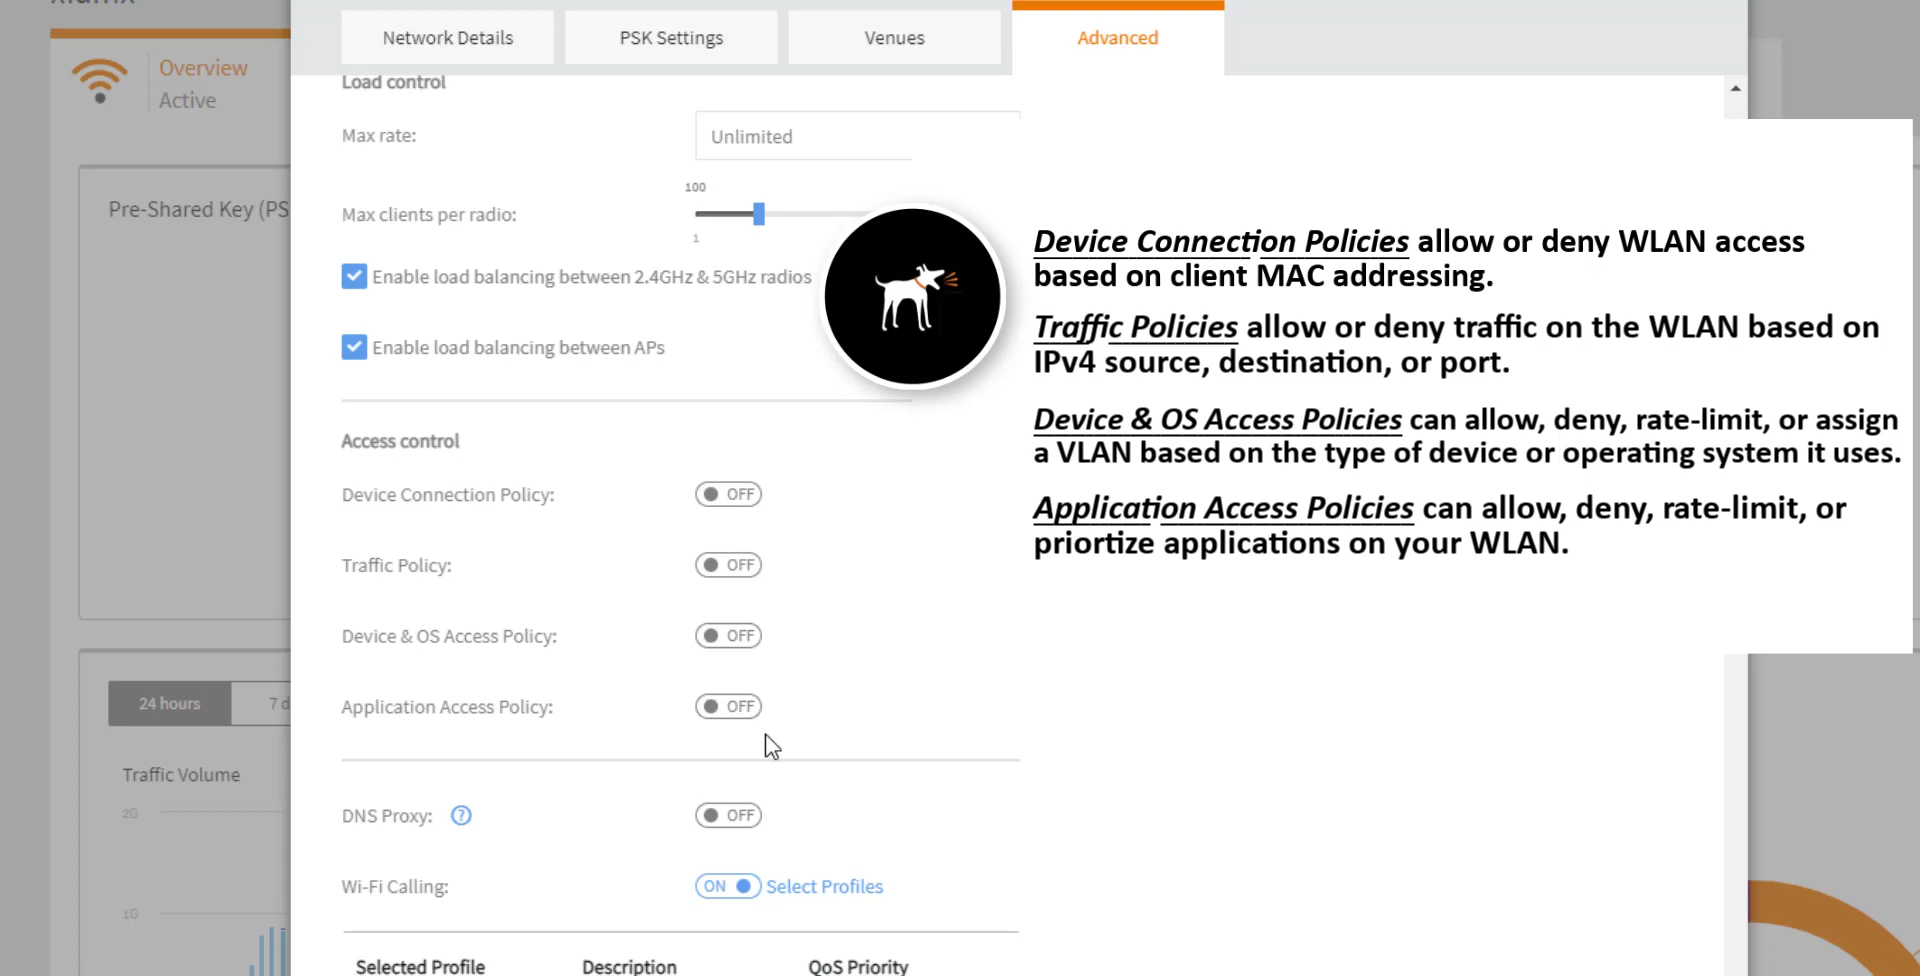 Network Details
PSK Settings
Venues
Advanced
Overview
Active
Load control
Max rate:
Unlimited
100
Pre-Shared Key (PS
Max clients per radio:
1
Device Connection Policies allow or deny WLAN access
based on client MAC addressing.
Enable load balancing between 2.4GHz & 5GHz radios
Traffic Policies allow or deny traffic on the WLAN based on
IPv4 source, destination, or port.
Enable load balancing between APs
Device & OS Access Policies can allow, deny, rate-limit, or assign
a VLAN based on the type of device or operating system it uses.
Access control
Device Connection Policy:
OFF
Application Access Policies can allow, deny, rate-limit, or
priortize applications on your WLAN.
Traffic Policy:
OFF
Device & OS Access Policy:
OFF
24 hours
7 d
Application Access Policy:
OFF
Traffic Volume
2G
DNS Proxy: ?
OFF
Wi-Fi Calling:
ON
Select Profiles
1G
Selected Profile
Description
QoS Priority